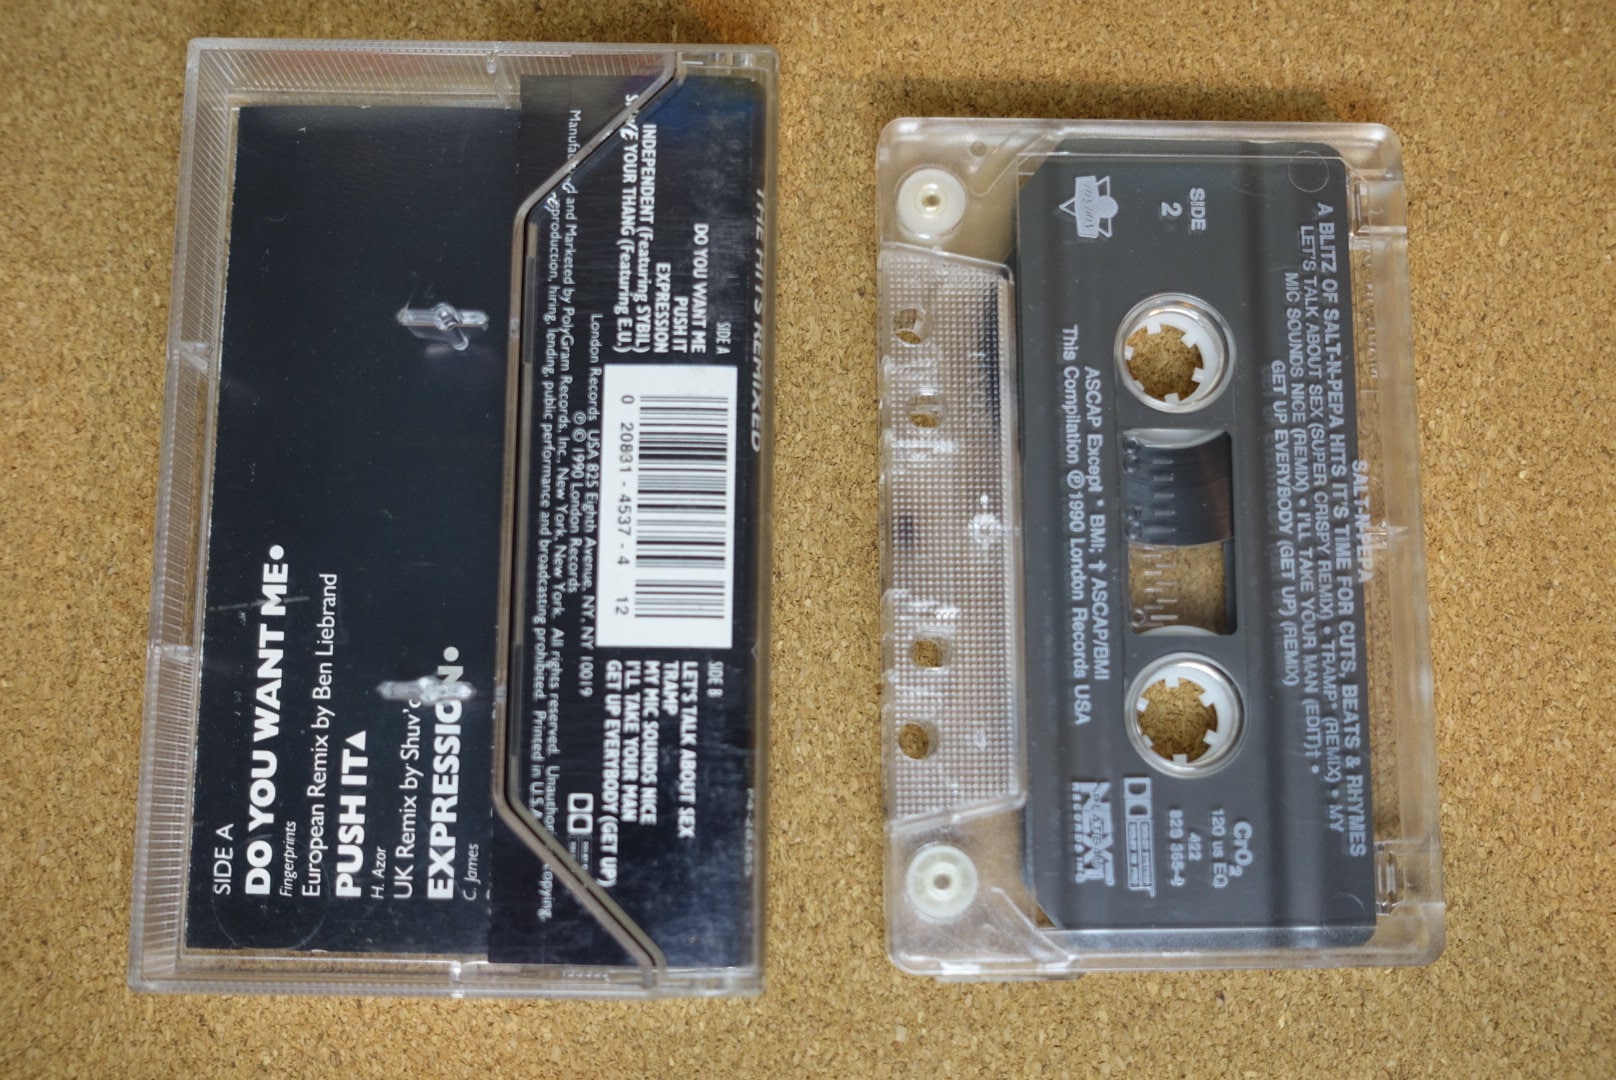 SIDE A
DO YOU WANT ME●
Fingerprints
European Remix by Ben Liebrand
PUSH IT▲
H. Azor
UK Remix by Shuv'
EXPRESSION●
C. James
THE HITS REMIXED
SIDE A
DO YOU WANT ME
PUSH IT
EXPRESSION
INDEPENDENT (Featuring SYBIL)
YOUR THANG (Featuring E.U.)
0 20831-4537-4 12
SIDE B
LET'S TALK ABOUT SEX
TRAMP
MY MIC SOUNDS NICE
I'LL TAKE YOUR MAN
GET UP EVERYBODY (GET UP)
London Records USA 825 Eighth Avenue, NY, NY 10019
℗ © 1990 London Records
and Marketed by PolyGram Records, Inc., New York, New York. All rights reserved. copying,
reproduction, hiring, lending, public performance and broadcasting prohibited. Printed in U.S.A.
SALT-N-PEPA
A BLITZ OF SALT-N-PEPA HITS IT'S TIME FOR CUTS, BEATS & RHYMES
LET'S TALK ABOUT SEX (SUPER CRISPY REMIX) • TRAMP* (REMIX) • MY
MIC SOUNDS NICE (REMIX) • I'LL TAKE YOUR MAN (EDIT)† •
GET UP EVERYBODY (GET UP) (REMIX)
SIDE
2
LONDON
CrO2
120 us EQ
422
NEXT
PLATEAU
RECORDS INC
ASCAP Except * BMI; † ASCAP/BMI
This Compilation ℗1990 London Records USA